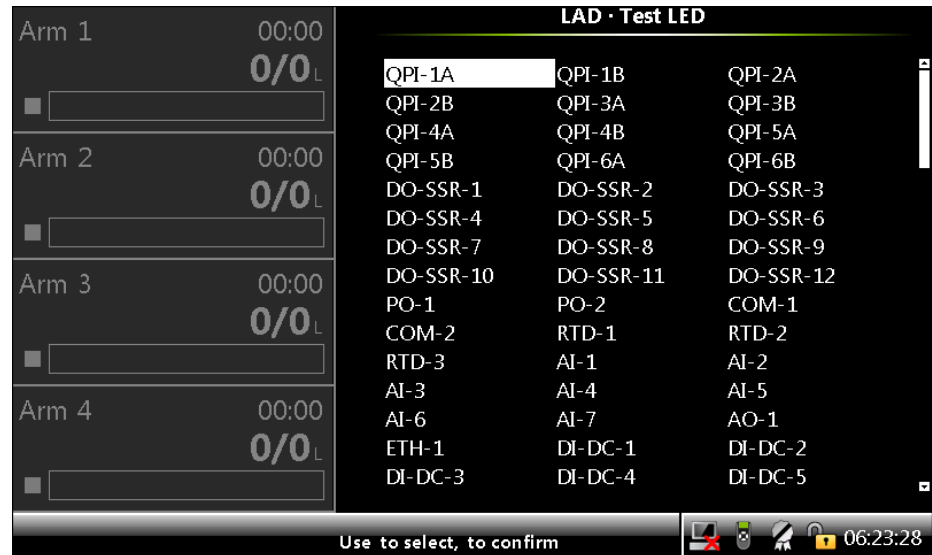 Arm 1 00:00
0/0 L
Arm 2 00:00
0/0 L
Arm 3 00:00
0/0 L
Arm 4 00:00
0/0 L
LAD · Test LED
QPI-1A QPI-1B QPI-2A
QPI-2B QPI-3A QPI-3B
QPI-4A QPI-4B QPI-5A
QPI-5B QPI-6A QPI-6B
DO-SSR-1 DO-SSR-2 DO-SSR-3
DO-SSR-4 DO-SSR-5 DO-SSR-6
DO-SSR-7 DO-SSR-8 DO-SSR-9
DO-SSR-10 DO-SSR-11 DO-SSR-12
PO-1 PO-2 COM-1
COM-2 RTD-1 RTD-2
RTD-3 AI-1 AI-2
AI-3 AI-4 AI-5
AI-6 AI-7 AO-1
ETH-1 DI-DC-1 DI-DC-2
DI-DC-3 DI-DC-4 DI-DC-5
Use to select, to confirm
06:23:28